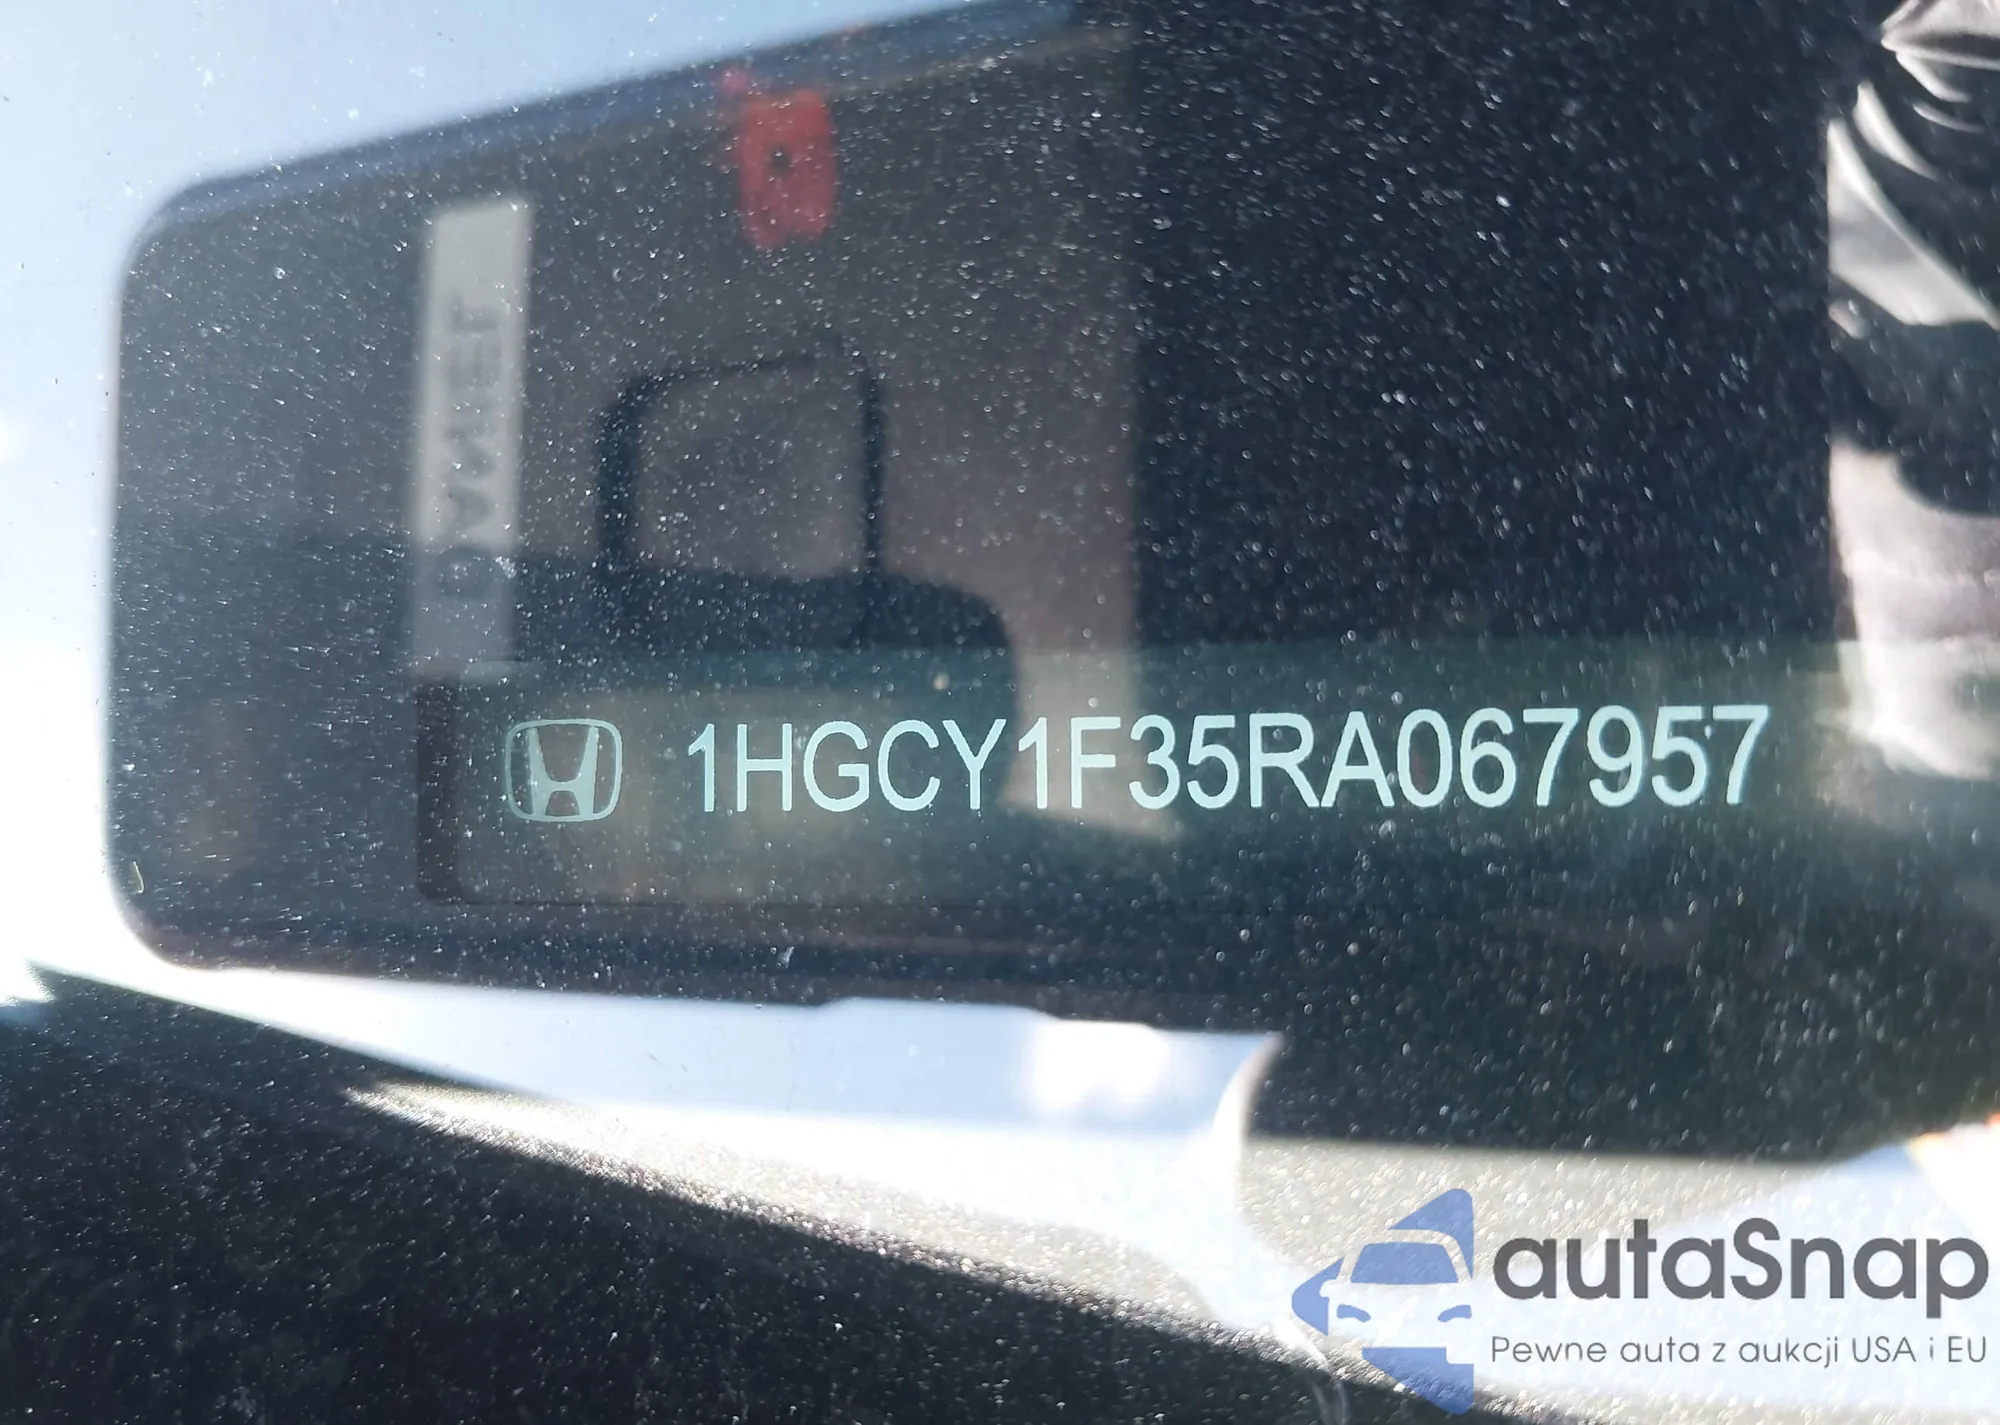 1HGCY1F35RA067957
autaSnap
Pewne auta z aukcji USA i EU